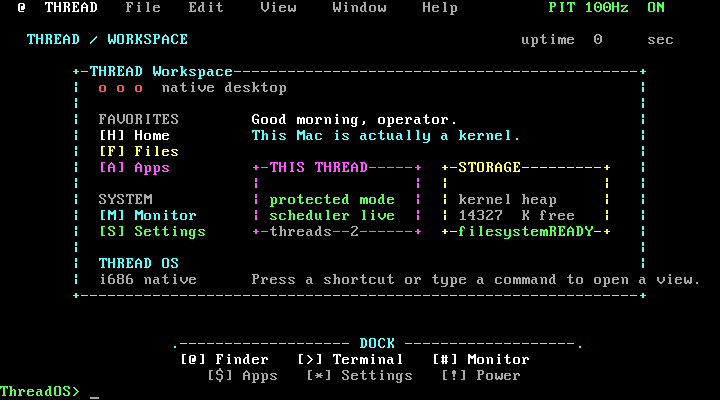 @ THREAD File Edit View Window Help PIT 100Hz ON
THREAD / WORKSPACE uptime 0 sec
+-THREAD Workspace----------------------------------------------+
o o o native desktop
FAVORITES Good morning, operator.
[H] Home This Mac is actually a kernel.
[F] Files
[A] Apps +-THIS THREAD-----+ +-STORAGE---------+
SYSTEM protected mode kernel heap
[M] Monitor scheduler live 14327 K free
[S] Settings +-threads--2------+ +-filesystemREADY-+
THREAD OS
i686 native Press a shortcut or type a command to open a view.
.------------------- DOCK -------------------.
[@] Finder [>] Terminal [#] Monitor
[$] Apps [*] Settings [!] Power
ThreadOS> _